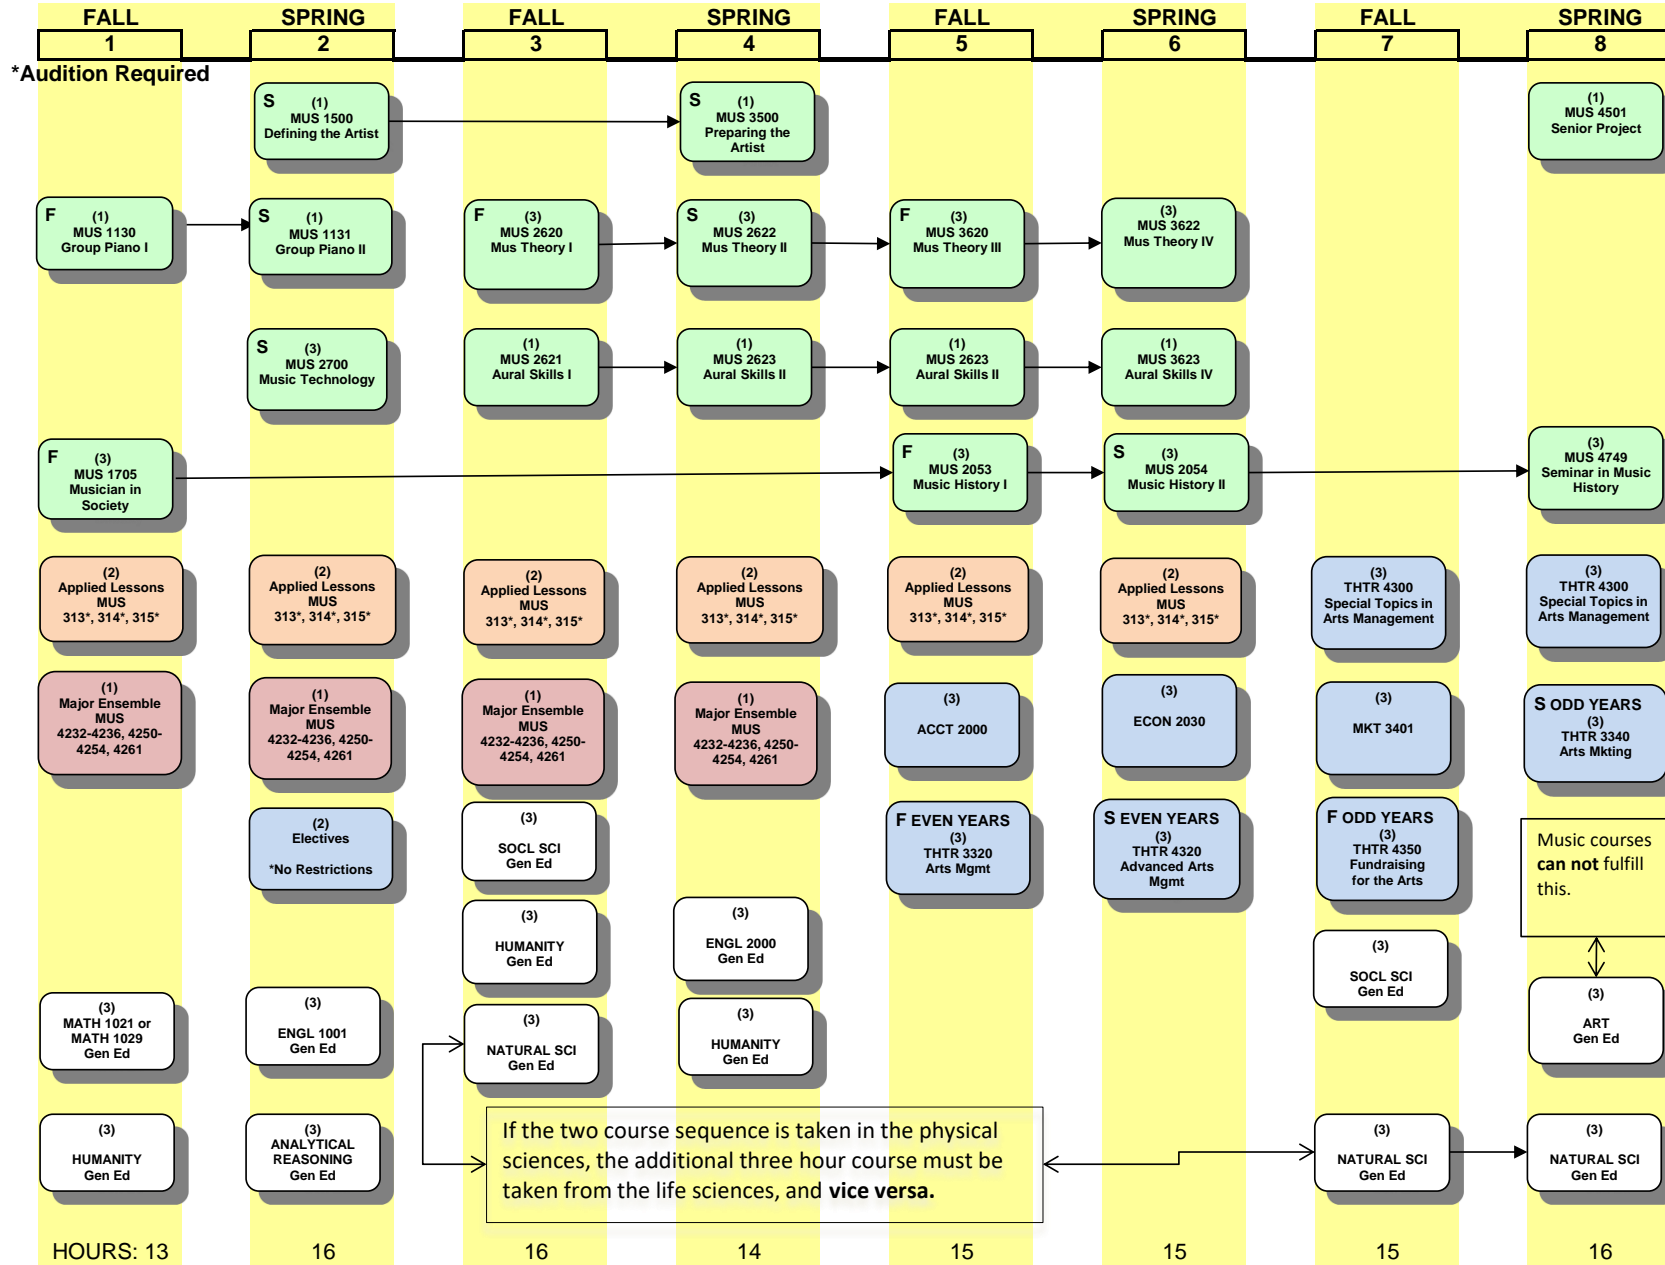 FALL
SPRING
FALL
SPRING
FALL
SPRING
FALL
SPRING
1
2
3
4
5
6
7
8
*Audition Required
S (1)
MUS 1500
Defining the Artist
S (1)
MUS 3500
Preparing the
Artist
(1)
MUS 4501
Senior Project
F (1)
MUS 1130
Group Piano I
S (1)
MUS 1131
Group Piano II
F (3)
MUS 2620
Mus Theory I
S (3)
MUS 2622
Mus Theory II
F (3)
MUS 3620
Mus Theory III
(3)
MUS 3622
Mus Theory IV
S (3)
MUS 2700
Music Technology
(1)
MUS 2621
Aural Skills I
(1)
MUS 2623
Aural Skills II
(1)
MUS 2623
Aural Skills II
(1)
MUS 3623
Aural Skills IV
F (3)
MUS 1705
Musician in
Society
F (3)
MUS 2053
Music History I
S (3)
MUS 2054
Music History II
(3)
MUS 4749
Seminar in Music
History
(2)
Applied Lessons
MUS
313*, 314*, 315*
(2)
Applied Lessons
MUS
313*, 314*, 315*
(2)
Applied Lessons
MUS
313*, 314*, 315*
(2)
Applied Lessons
MUS
313*, 314*, 315*
(2)
Applied Lessons
MUS
313*, 314*, 315*
(2)
Applied Lessons
MUS
313*, 314*, 315*
(3)
THTR 4300
Special Topics in
Arts Management
(3)
THTR 4300
Special Topics in
Arts Management
(1)
Major Ensemble
MUS
4232-4236, 4250-
4254, 4261
(1)
Major Ensemble
MUS
4232-4236, 4250-
4254, 4261
(1)
Major Ensemble
MUS
4232-4236, 4250-
4254, 4261
(1)
Major Ensemble
MUS
4232-4236, 4250-
4254, 4261
(3)
ACCT 2000
(3)
ECON 2030
(3)
MKT 3401
S ODD YEARS
(3)
THTR 3340
Arts Mkting
(2)
Electives
*No Restrictions
(3)
SOCL SCI
Gen Ed
F EVEN YEARS
(3)
THTR 3320
Arts Mgmt
S EVEN YEARS
(3)
THTR 4320
Advanced Arts
Mgmt
F ODD YEARS
(3)
THTR 4350
Fundraising
for the Arts
Music courses
can not fulfill
this.
(3)
HUMANITY
Gen Ed
(3)
ENGL 2000
Gen Ed
(3)
SOCL SCI
Gen Ed
(3)
MATH 1021 or
MATH 1029
Gen Ed
(3)
ENGL 1001
Gen Ed
(3)
NATURAL SCI
Gen Ed
(3)
HUMANITY
Gen Ed
(3)
ART
Gen Ed
(3)
HUMANITY
Gen Ed
(3)
ANALYTICAL
REASONING
Gen Ed
If the two course sequence is taken in the physical
sciences, the additional three hour course must be
taken from the life sciences, and vice versa.
(3)
NATURAL SCI
Gen Ed
(3)
NATURAL SCI
Gen Ed
HOURS: 13
16
16
14
15
15
15
16